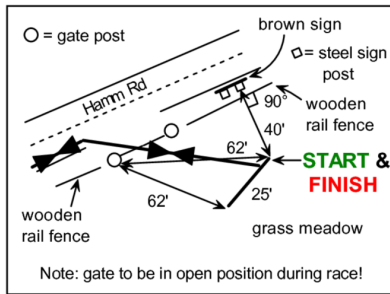 brown sign
= gate post
= steel sign
post
Hamm Rd
90°
wooden
rail fence
40'
62'
START &
FINISH
62'
25'
wooden
rail fence
grass meadow
Note: gate to be in open position during race!